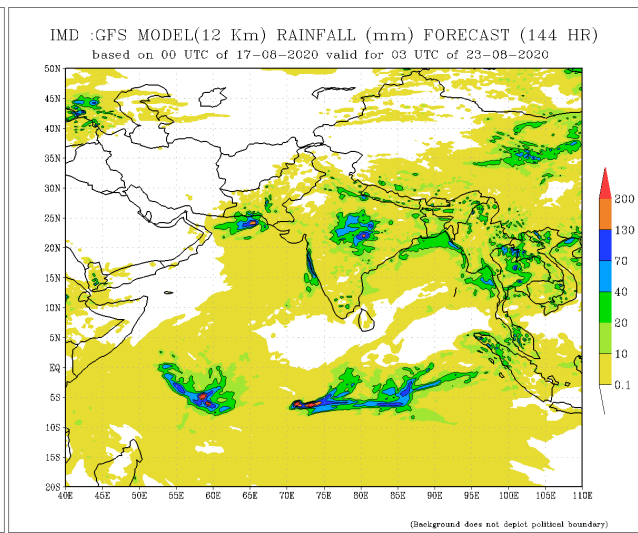 IMD :GFS MODEL(12 Km) RAINFALL (mm) FORECAST (144 HR)
based on 00 UTC of 17-08-2020 valid for 03 UTC of 23-08-2020
50N
45N
40N
35N
30N
25N
20N
15N
10N
5N
EQ
5S
10S
15S
20S
40E 45E 50E 55E 60E 65E 70E 75E 80E 85E 90E 95E 100E 105E 110E
200
130
70
40
20
10
0.1
(Background does not depict political boundary)